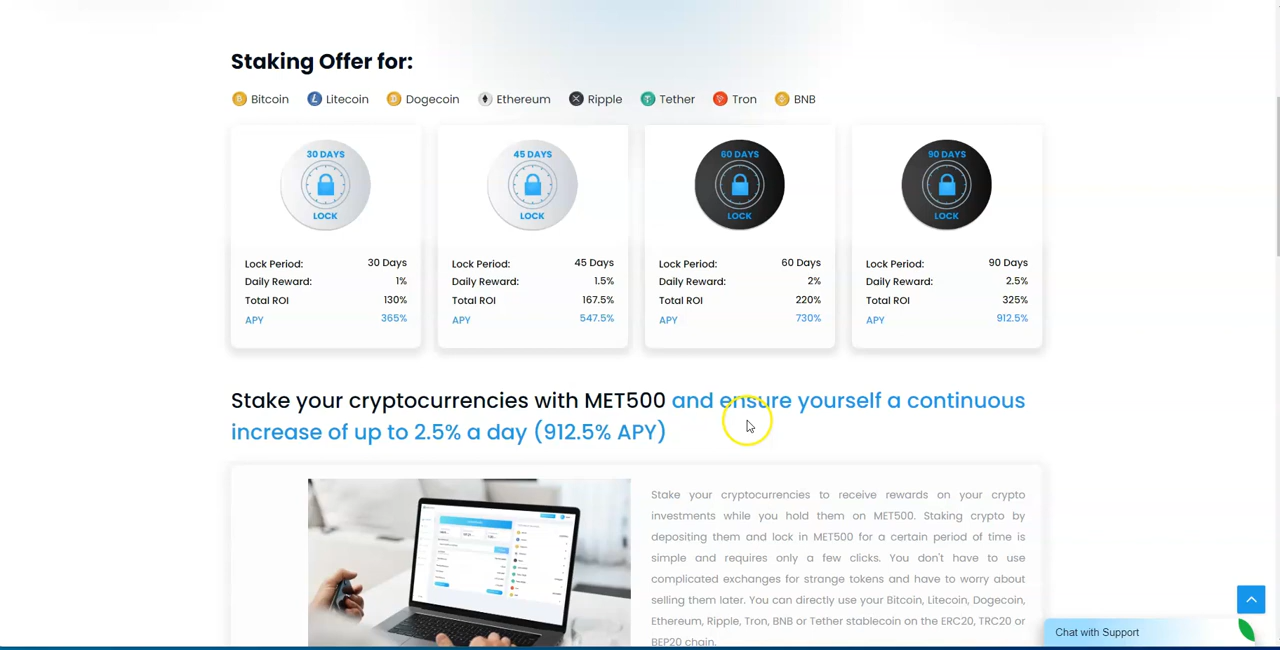 Staking Offer for:
Bitcoin Litecoin Dogecoin Ethereum Ripple Tether Tron BNB
30 DAYS
LOCK
Lock Period: 30 Days
Daily Reward: 1%
Total ROI 130%
APY 365%
45 DAYS
LOCK
Lock Period: 45 Days
Daily Reward: 1.5%
Total ROI 167.5%
APY 547.5%
60 DAYS
LOCK
Lock Period: 60 Days
Daily Reward: 2%
Total ROI 220%
APY 730%
90 DAYS
LOCK
Lock Period: 90 Days
Daily Reward: 2.5%
Total ROI 325%
APY 912.5%
Stake your cryptocurrencies with MET500 and ensure yourself a continuous
increase of up to 2.5% a day (912.5% APY)
Stake your cryptocurrencies to receive rewards on your crypto
investments while you hold them on MET500. Staking crypto by
depositing them and lock in MET500 for a certain period of time is
simple and requires only a few clicks. You don't have to use
complicated exchanges for strange tokens and have to worry about
selling them later. You can directly use your Bitcoin, Litecoin, Dogecoin,
Ethereum, Ripple, Tron, BNB or Tether stablecoin on the ERC20, TRC20 or
BEP20 chain.
Chat with Support